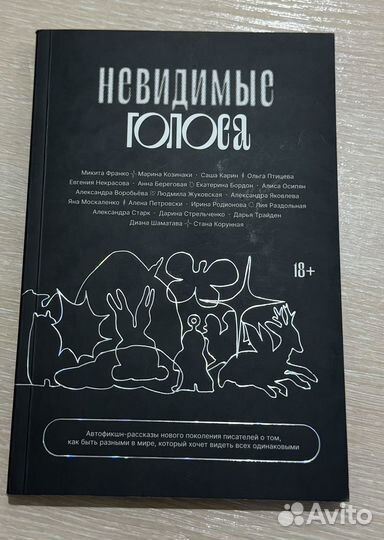 НЕВИДИМЫЕ
ГОЛОСА
Микита Франко Марина Козинаки · Саша Карин Ольга Птицева
Евгения Некрасова · Анна Береговая Екатерина Бордон · Алиса Осипян
Александра Воробьёва Людмила Жуковская · Александра Яковлева
Яна Москаленко Алена Петровски · Ирина Родионова Лия Раздольная
Александра Старк · Дарина Стрельченко · Дарья Трайден
Диана Шаматава Стана Корунная
18+
Автофикшн-рассказы нового поколения писателей о том,
как быть разными в мире, который хочет видеть всех одинаковыми
Avito